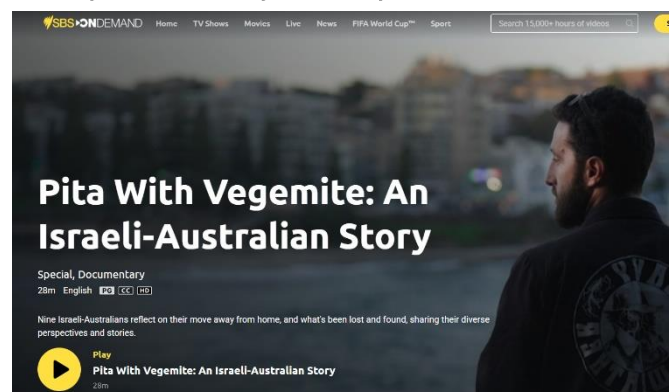 SBS ON DEMAND Home TV Shows Movies Live News FIFA World Cup™ Sport Search 15,000+ hours of videos
Pita With Vegemite: An
Israeli-Australian Story
Special, Documentary
28m English PG CC HD
Nine Israeli-Australians reflect on their move away from home, and what's been lost and found, sharing their diverse
perspectives and stories.
Play
Pita With Vegemite: An Israeli-Australian Story
28m